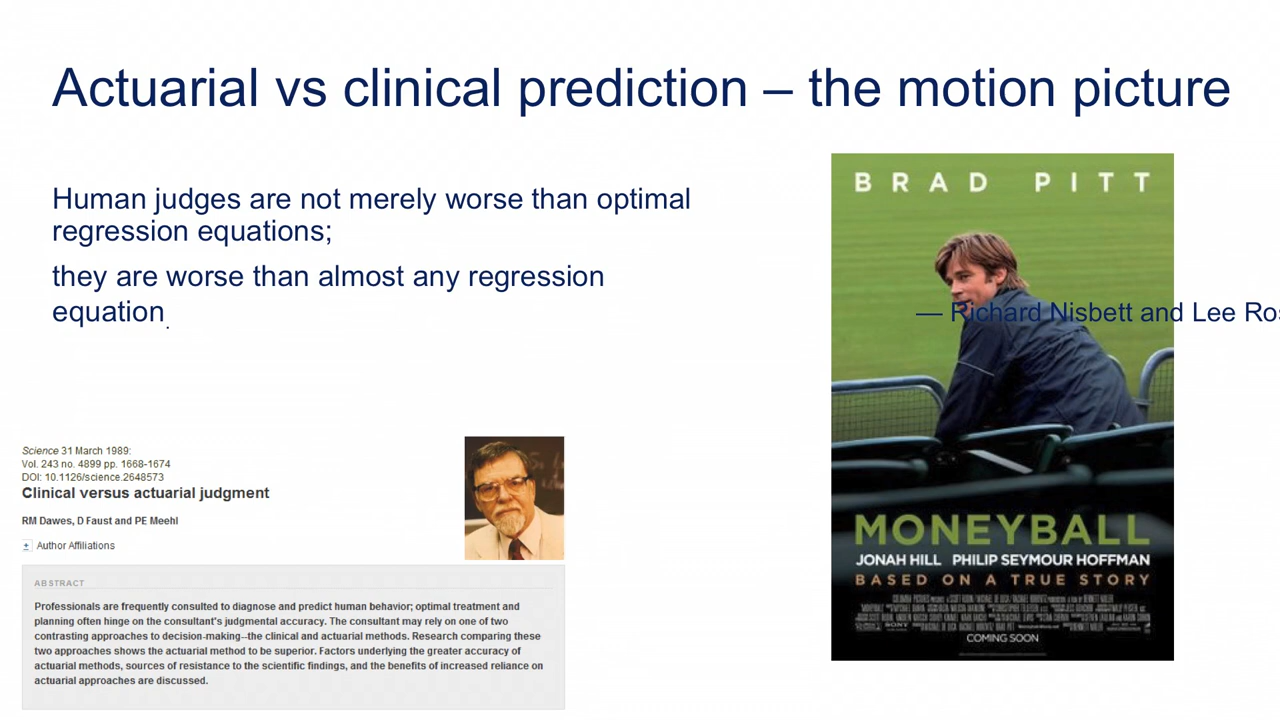 Actuarial vs clinical prediction – the motion picture
Human judges are not merely worse than optimal
regression equations;
they are worse than almost any regression
equation.
— Richard Nisbett and Lee
Science 31 March 1989:
Vol. 243 no. 4899 pp. 1668-1674
DOI: 10.1126/science.2648573
Clinical versus actuarial judgment
RM Dawes, D Faust and PE Meehl
+ Author Affiliations
ABSTRACT
Professionals are frequently consulted to diagnose and predict human behavior; optimal treatment and
planning often hinge on the consultant's judgmental accuracy. The consultant may rely on one of two
contrasting approaches to decision-making--the clinical and actuarial methods. Research comparing these
two approaches shows the actuarial method to be superior. Factors underlying the greater accuracy of
actuarial methods, sources of resistance to the scientific findings, and the benefits of increased reliance on
actuarial approaches are discussed.
BRAD PITT
MONEYBALL
JONAH HILL PHILIP SEYMOUR HOFFMAN
BASED ON A TRUE STORY
COMING SOON